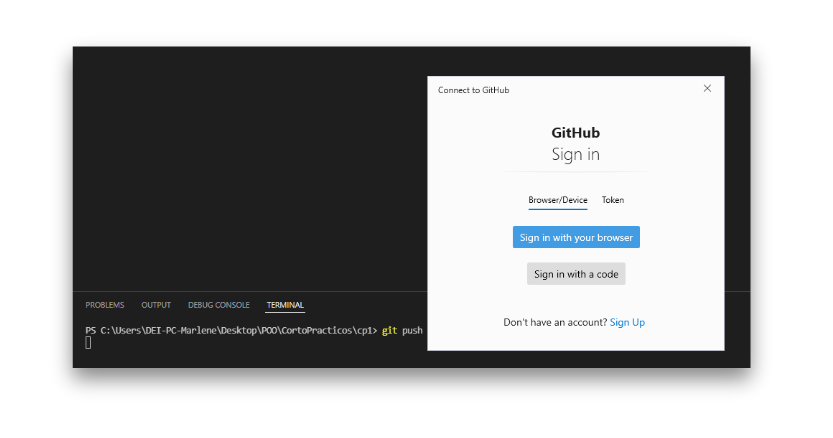 Connect to GitHub
GitHub
Sign in
Browser/Device Token
Sign in with your browser
Sign in with a code
Don't have an account? Sign Up
PROBLEMS OUTPUT DEBUG CONSOLE TERMINAL
PS C:\Users\DEI-PC-Marlene\Desktop\POO\CortoPracticos\cp1> git push